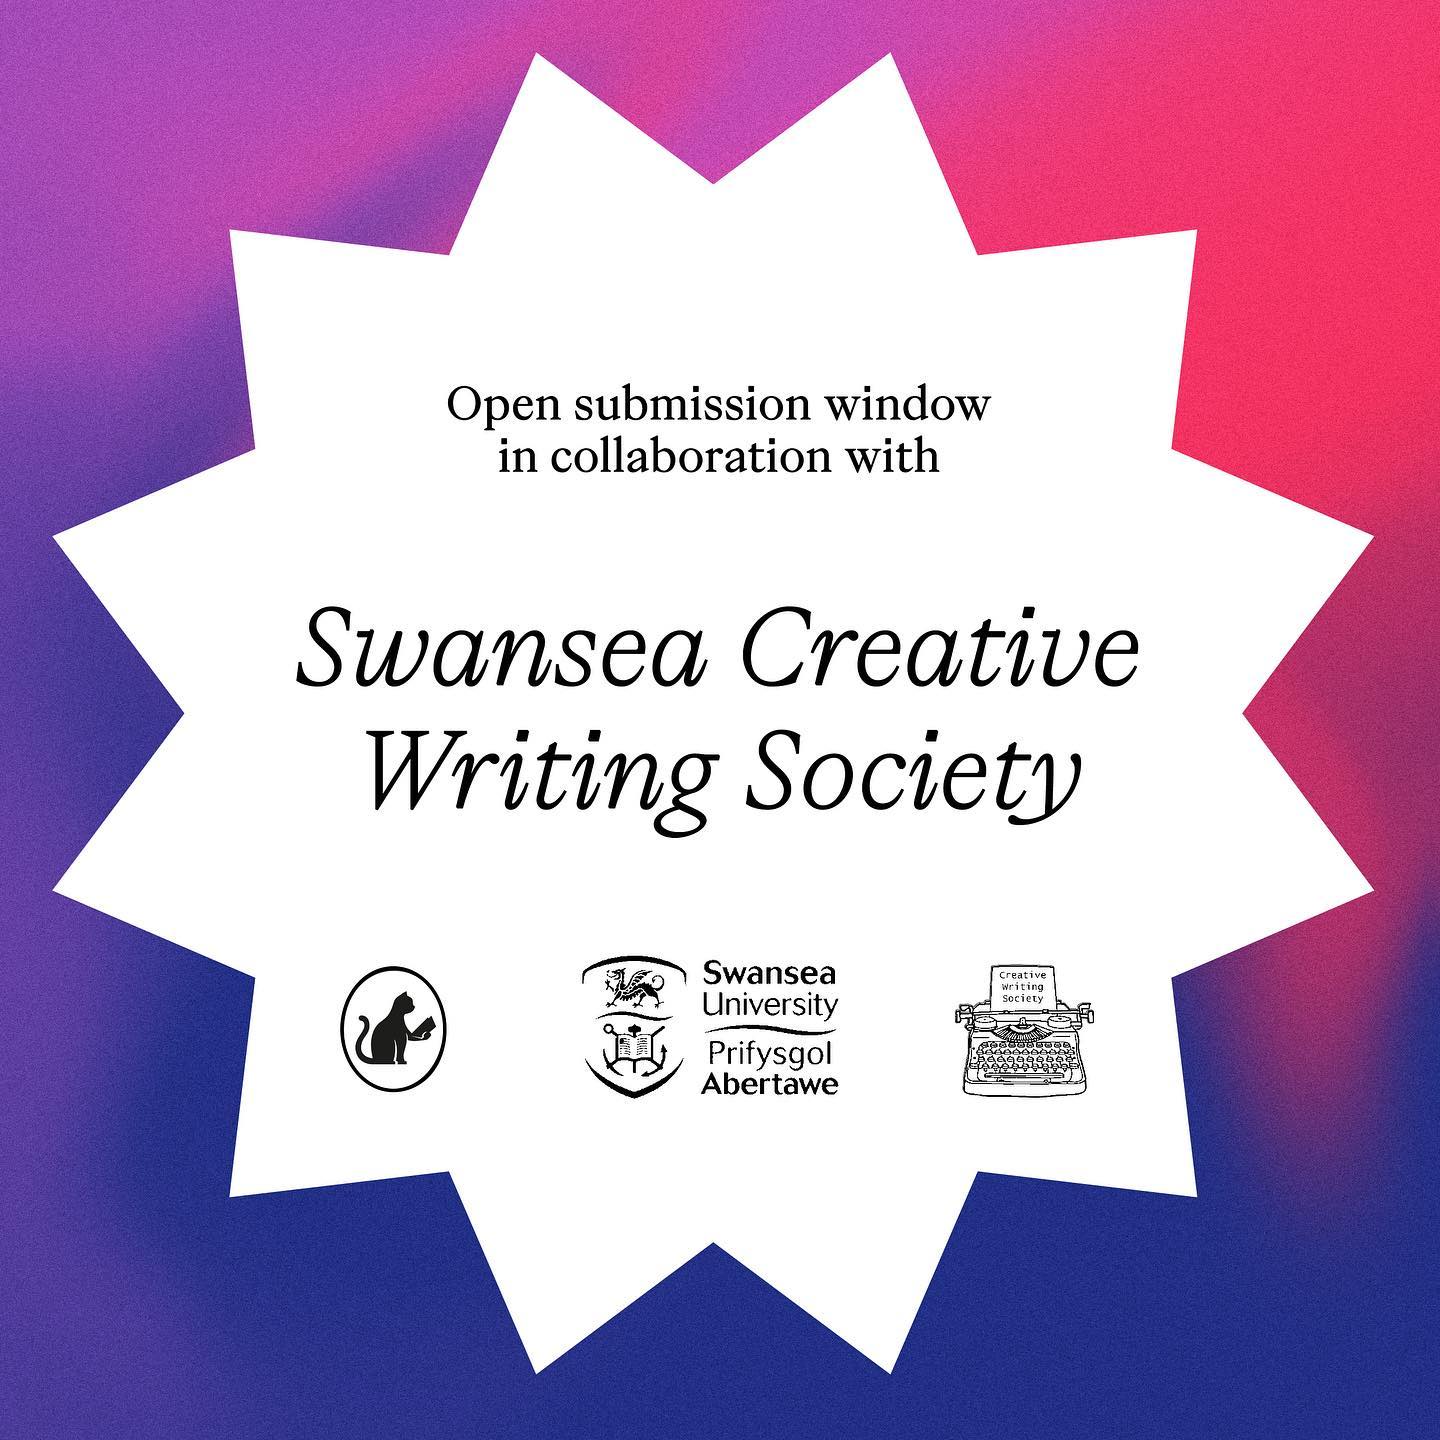 Open submission window
in collaboration with
Swansea Creative
Writing Society
Swansea
University
Prifysgol
Abertawe
Creative
Writing
Society